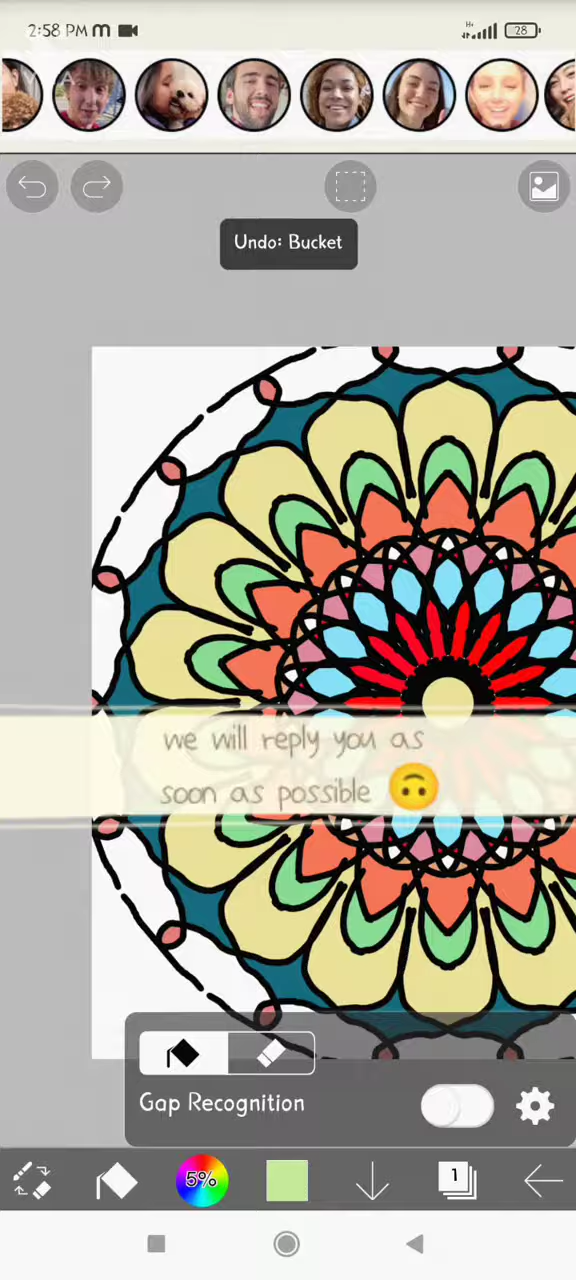 2:58 PM m
28
Undo: Bucket
we will reply you as
soon as possible 🙃
Gap Recognition
5%
1